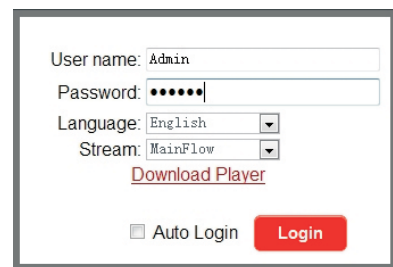 User name: Admin
Password: ••••••
Language: English
Stream: MainFlow
Download Player
Auto Login Login